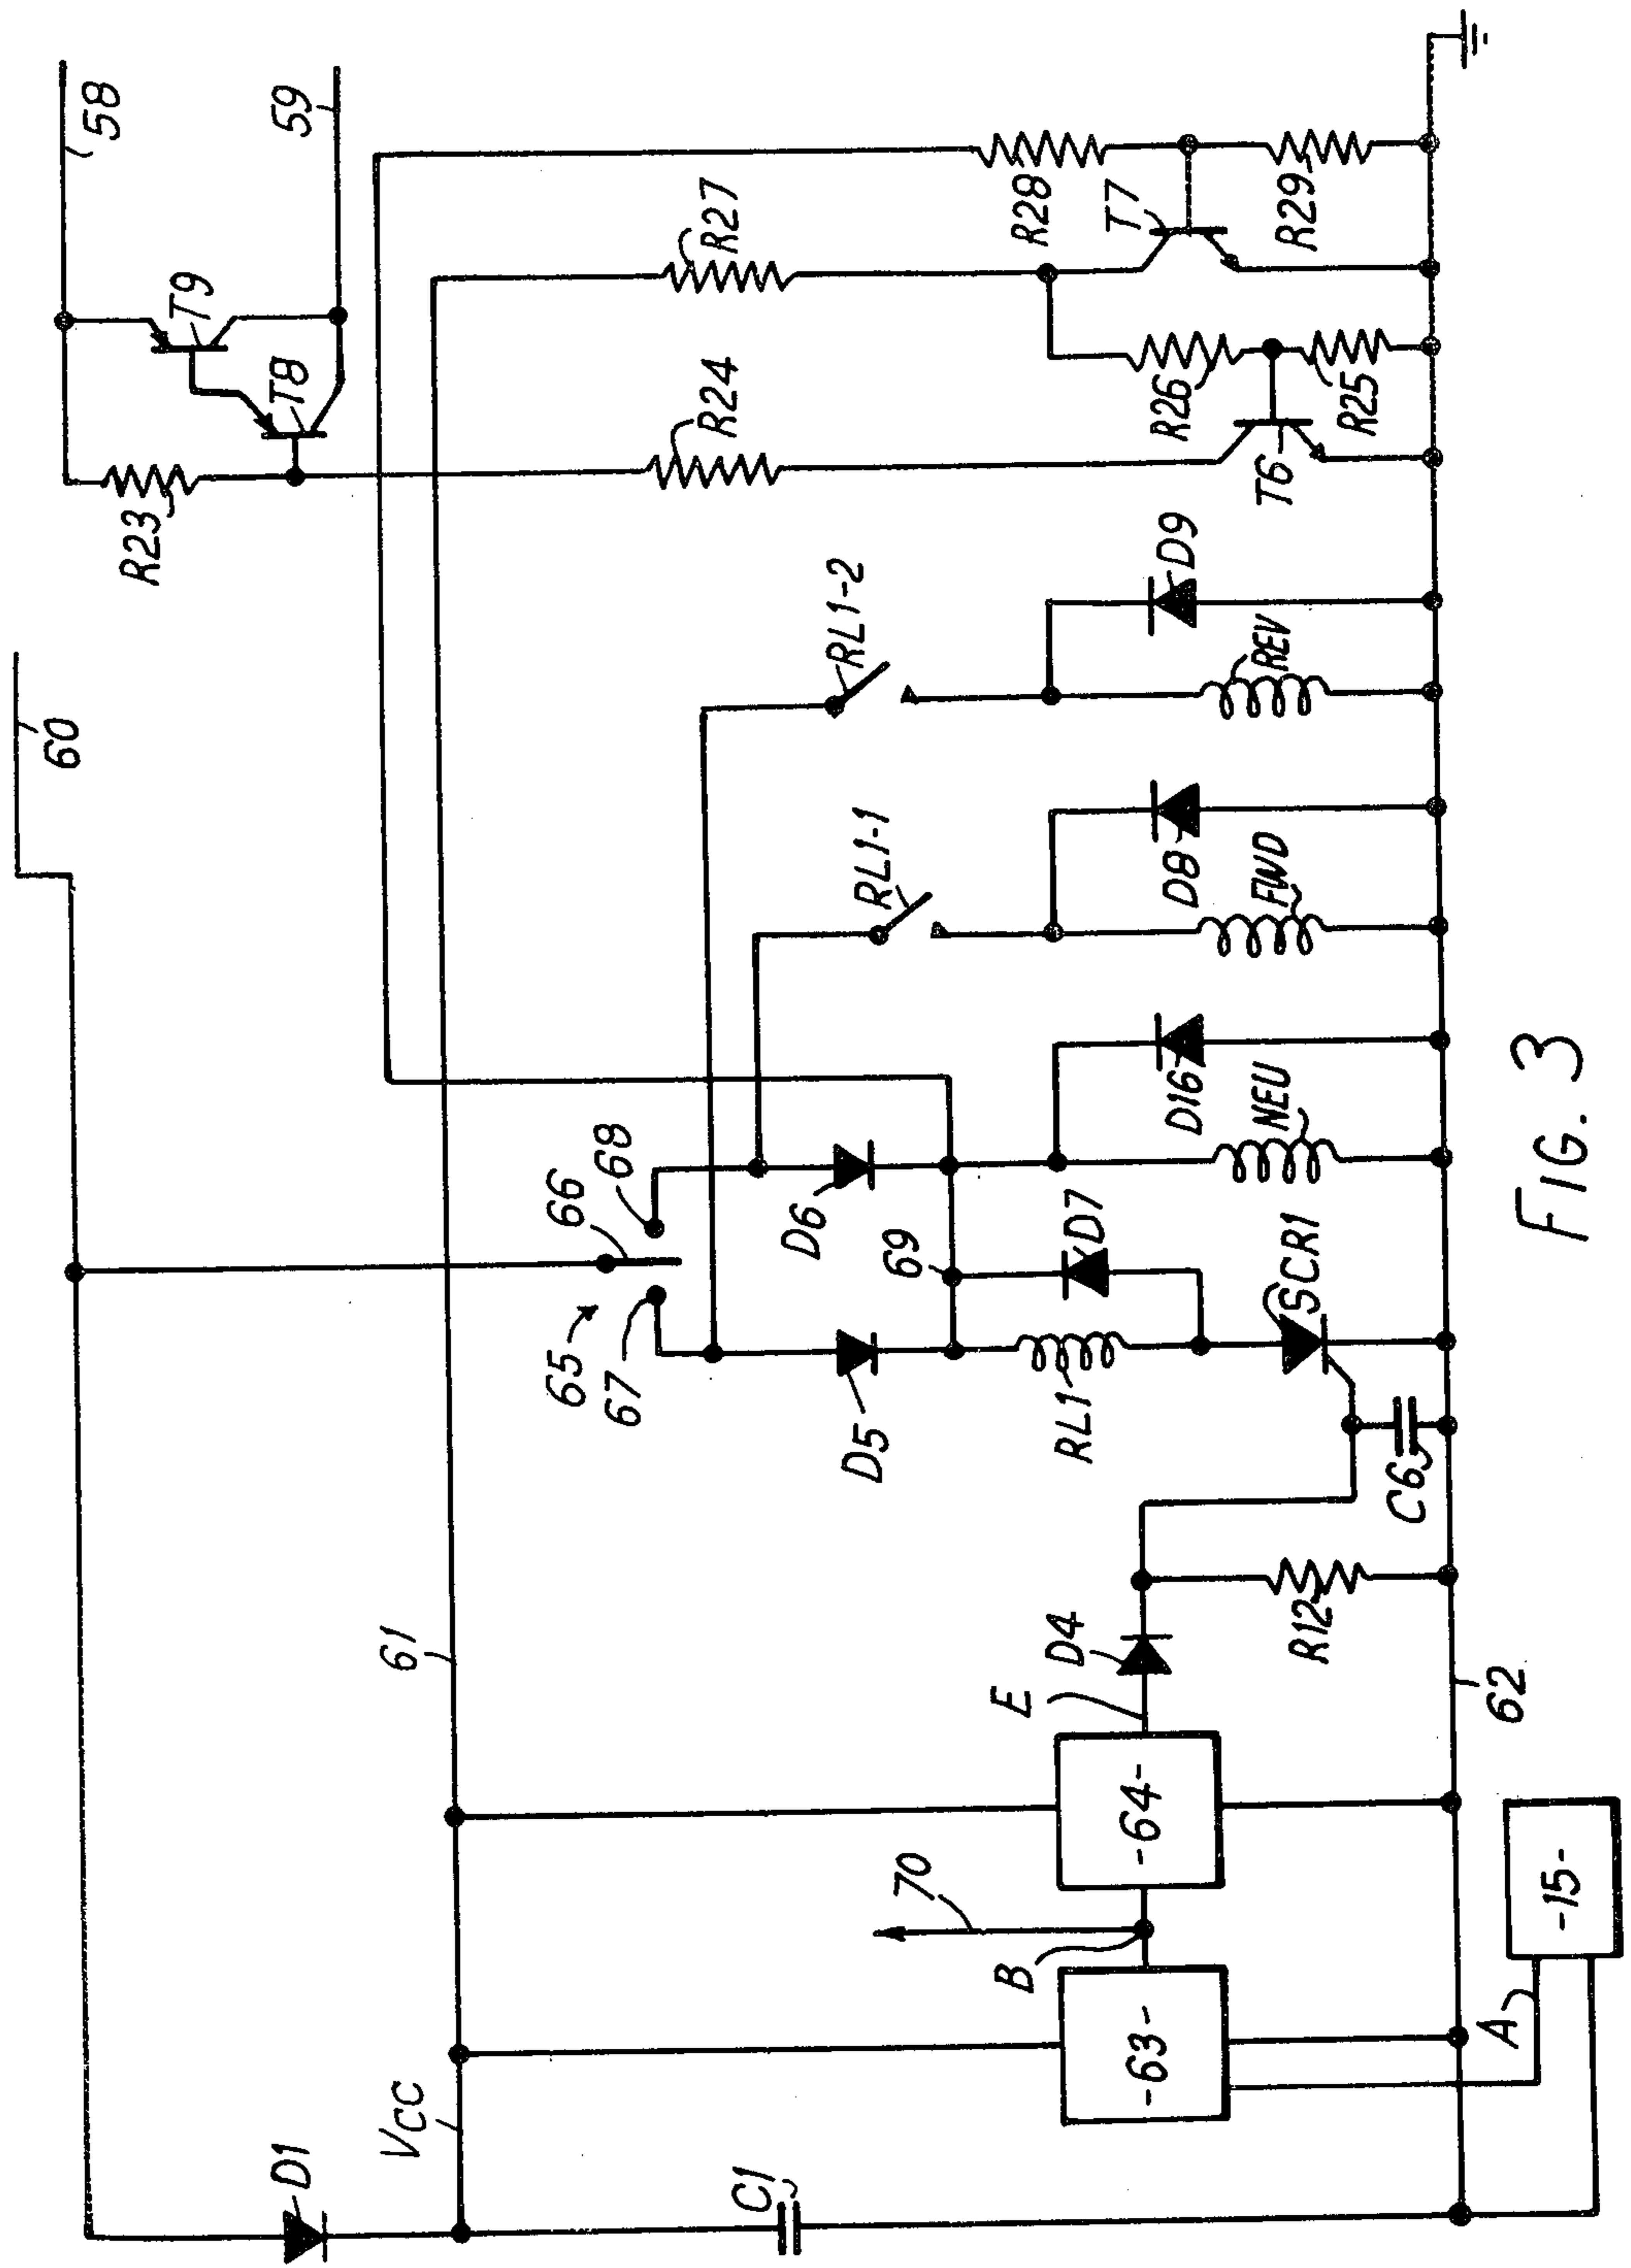 58
59
60
T9
T8
R23
R24
R27
R28
T7
R29
R26
R25
T6
RL1-2
D9
REV
RL1-1
D8
FWD
D16
NEU
66
68
65
67
D6
69
D5
D7
RL1
SCR1
C6
61
E
D4
R12
62
-64-
70
B
-63-
-15-
A
VCC
D1
C1
FIG. 3